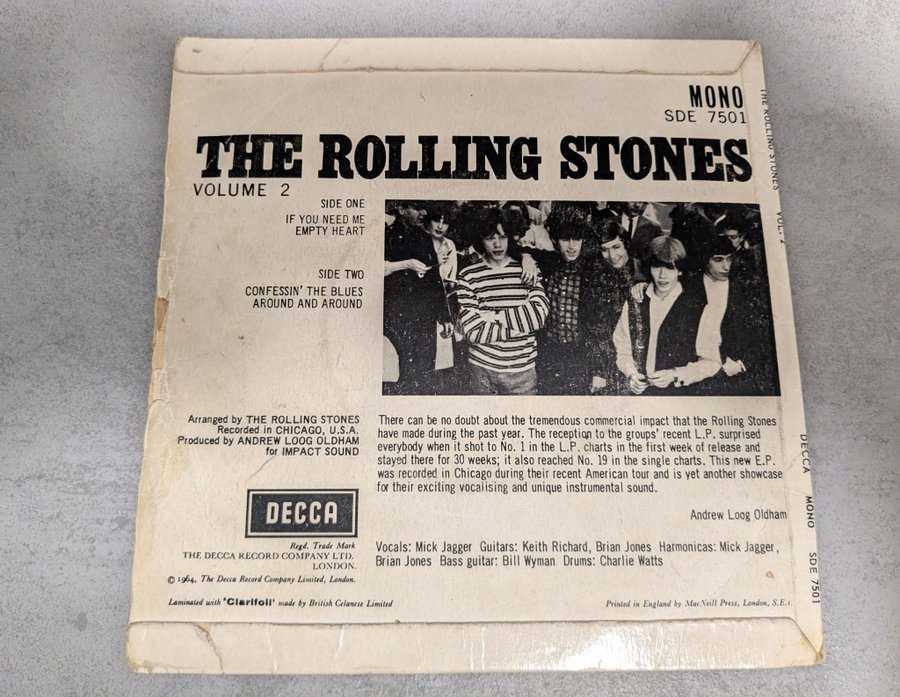 MONO
SDE 7501
THE ROLLING STONES
VOLUME 2
SIDE ONE
IF YOU NEED ME
EMPTY HEART
SIDE TWO
CONFESSIN' THE BLUES
AROUND AND AROUND
Arranged by THE ROLLING STONES
Recorded in CHICAGO, U.S.A.
Produced by ANDREW LOOG OLDHAM
for IMPACT SOUND
There can be no doubt about the tremendous commercial impact that the Rolling Stones
have made during the past year. The reception to the groups' recent L.P. surprised
everybody when it shot to No. 1 in the L.P. charts in the first week of release and
stayed there for 30 weeks; it also reached No. 19 in the single charts. This new E.P.
was recorded in Chicago during their recent American tour and is yet another showcase
for their exciting vocalising and unique instrumental sound.
Andrew Loog Oldham
DECCA
Regd. Trade Mark
THE DECCA RECORD COMPANY LTD.
LONDON.
© 1964, The Decca Record Company Limited, London.
Vocals: Mick Jagger Guitars: Keith Richard, Brian Jones Harmonicas: Mick Jagger,
Brian Jones Bass guitar: Bill Wyman Drums: Charlie Watts
Laminated with 'Clarifoil' made by British Celanese Limited
Printed in England by MacNeill Press, London, S.E.1.
THE ROLLING STONES VOL. 2 DECCA MONO SDE 7501